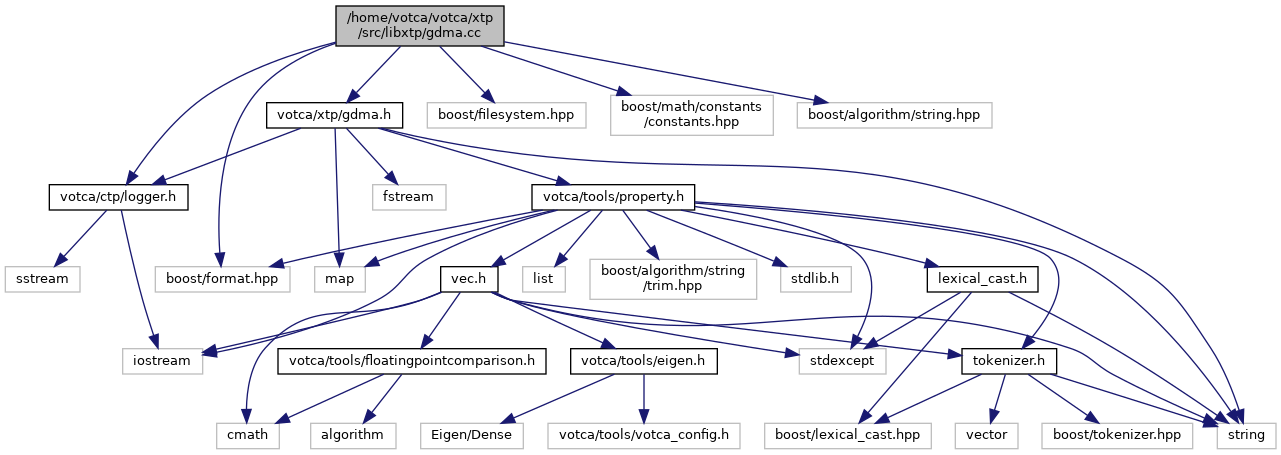 /home/votca/votca/xtp
/src/libxtp/gdma.cc
votca/xtp/gdma.h
boost/filesystem.hpp
boost/math/constants
/constants.hpp
boost/algorithm/string.hpp
votca/ctp/logger.h
fstream
votca/tools/property.h
sstream
boost/format.hpp
map
vec.h
list
boost/algorithm/string
/trim.hpp
stdlib.h
lexical_cast.h
iostream
votca/tools/floatingpointcomparison.h
votca/tools/eigen.h
stdexcept
tokenizer.h
cmath
algorithm
Eigen/Dense
votca/tools/votca_config.h
boost/lexical_cast.hpp
vector
boost/tokenizer.hpp
string